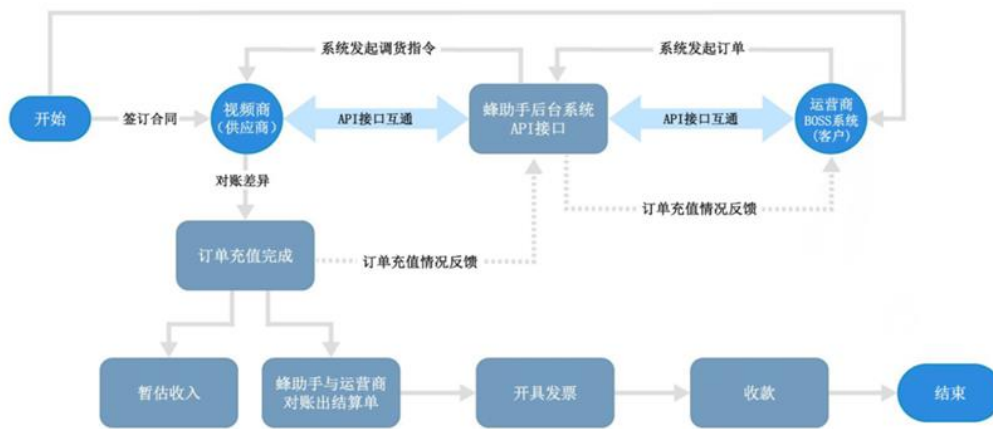 系统发起调货指令
系统发起订单
开始
签订合同
视频商
(供应商)
API接口互通
蜂助手后台系统
API接口
API接口互通
运营商
BOSS系统
(客户)
对账差异
订单充值情况反馈
订单充值完成
订单充值情况反馈
暂估收入
蜂助手与运营商
对账出结算单
开具发票
收款
结束